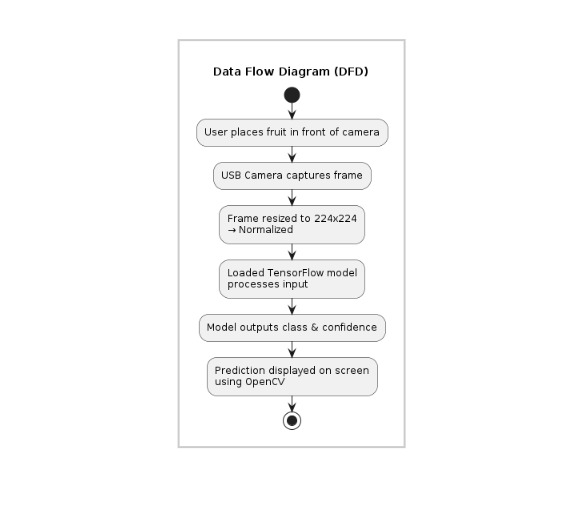 Data Flow Diagram (DFD)
User places fruit in front of camera
USB Camera captures frame
Frame resized to 224x224
→ Normalized
Loaded TensorFlow model
processes input
Model outputs class & confidence
Prediction displayed on screen
using OpenCV